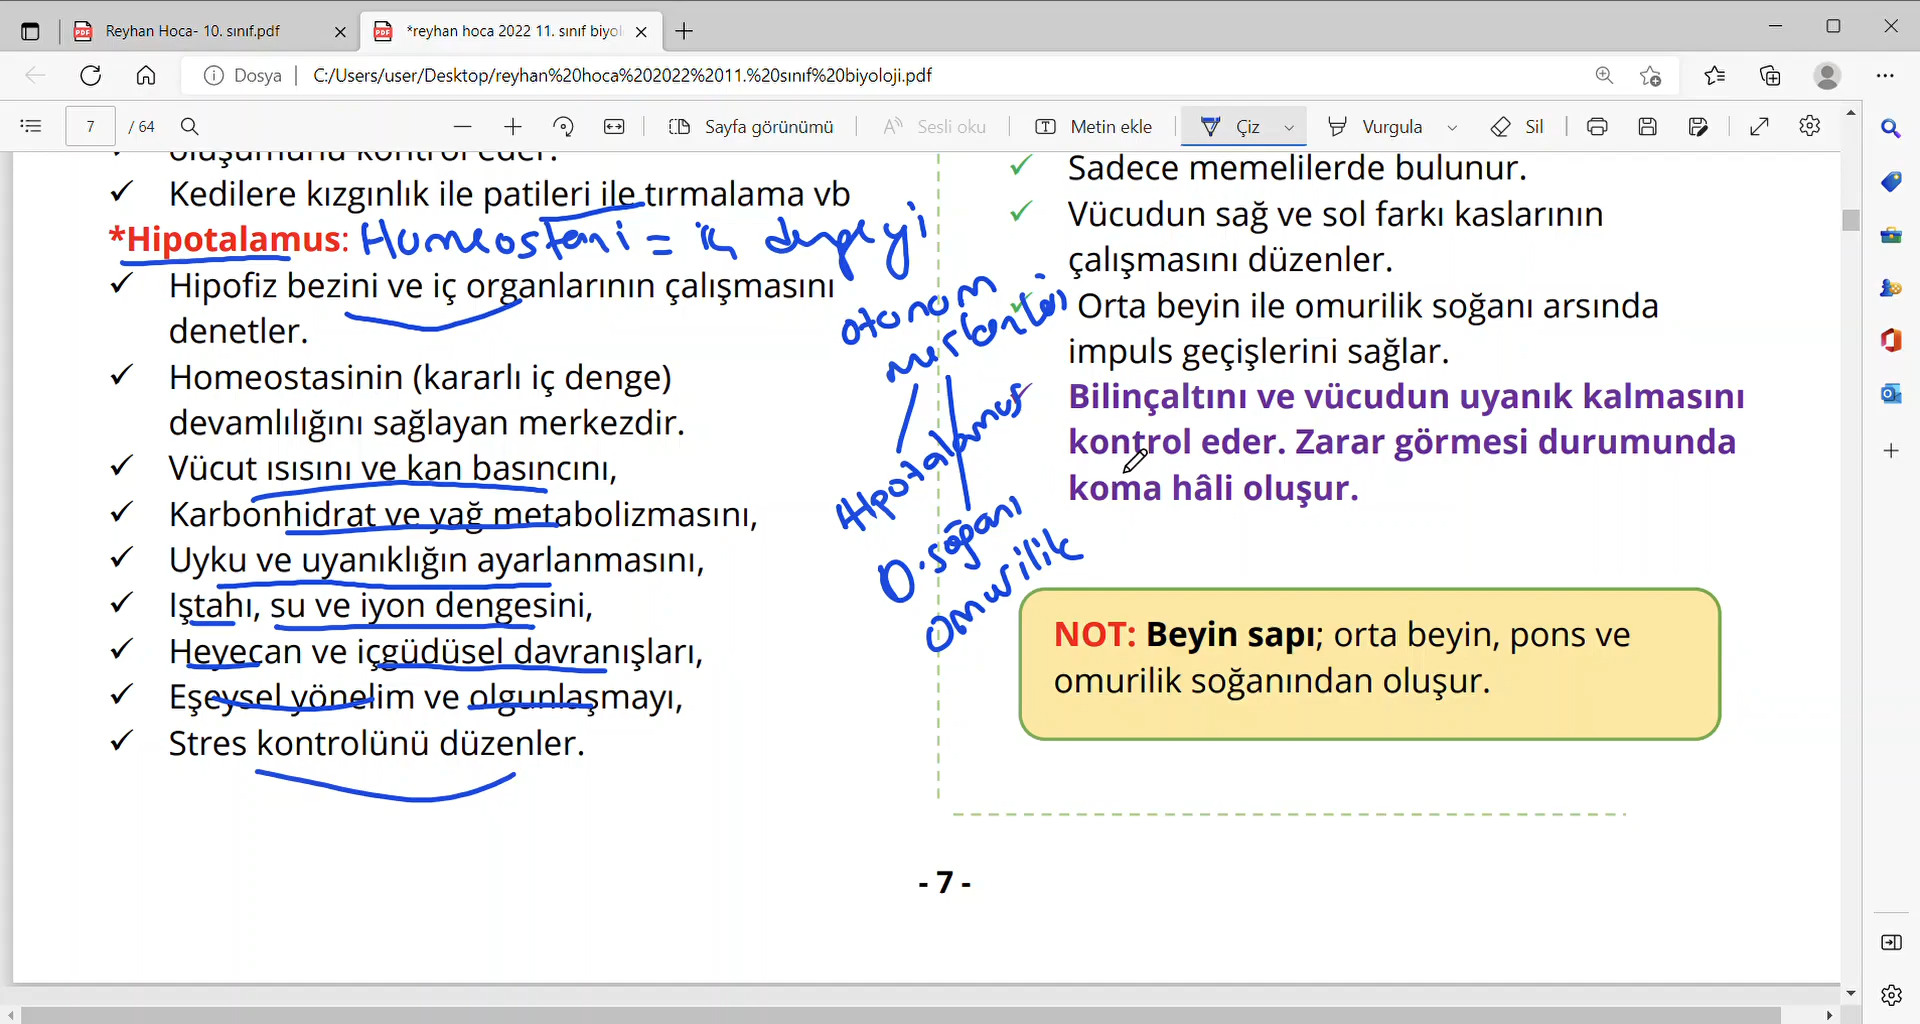 Reyhan Hoca- 10. sınıf.pdf
*reyhan hoca 2022 11. sınıf biyol
Dosya
C:/Users/user/Desktop/reyhan%20hoca%202022%2011.%20sınıf%20biyoloji.pdf
7 / 64
Sayfa görünümü
Sesli oku
Metin ekle
Çiz
Vurgula
Sil
oluşumunu kontrol eder.
✓ Kedilere kızgınlık ile patileri ile tırmalama vb
*Hipotalamus: Homeostasi = iç dengeyi
✓ Hipofiz bezini ve iç organlarının çalışmasını
denetler.
✓ Homeostasinin (kararlı iç denge)
devamlılığını sağlayan merkezdir.
✓ Vücut ısısını ve kan basıncını,
✓ Karbonhidrat ve yağ metabolizmasını,
✓ Uyku ve uyanıklığın ayarlanmasını,
✓ Iştahı, su ve iyon dengesini,
✓ Heyecan ve içgüdüsel davranışları,
✓ Eşeysel yönelim ve olgunlaşmayı,
✓ Stres kontrolünü düzenler.
otonom
merkezleri
Hipotalamus
O.soğanı
omurilik
✓ Sadece memelilerde bulunur.
✓ Vücudun sağ ve sol farkı kaslarının
çalışmasını düzenler.
✓ Orta beyin ile omurilik soğanı arsında
impuls geçişlerini sağlar.
✓ Bilinçaltını ve vücudun uyanık kalmasını
kontrol eder. Zarar görmesi durumunda
koma hâli oluşur.
NOT: Beyin sapı; orta beyin, pons ve
omurilik soğanından oluşur.
- 7 -